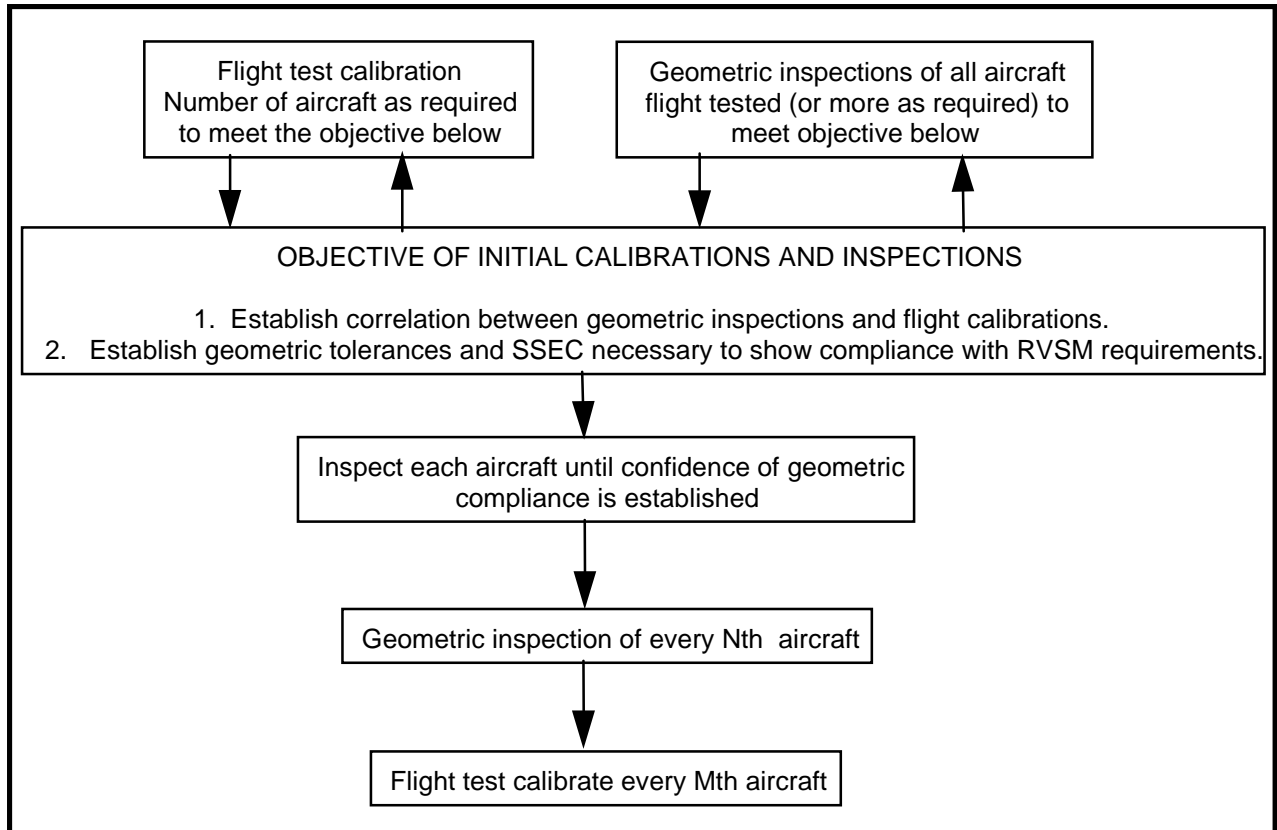 Flight test calibration
Number of aircraft as required
to meet the objective below
Geometric inspections of all aircraft
flight tested (or more as required) to
meet objective below
OBJECTIVE OF INITIAL CALIBRATIONS AND INSPECTIONS
1. Establish correlation between geometric inspections and flight calibrations.
2. Establish geometric tolerances and SSEC necessary to show compliance with RVSM requirements.
Inspect each aircraft until confidence of geometric
compliance is established
Geometric inspection of every Nth aircraft
Flight test calibrate every Mth aircraft